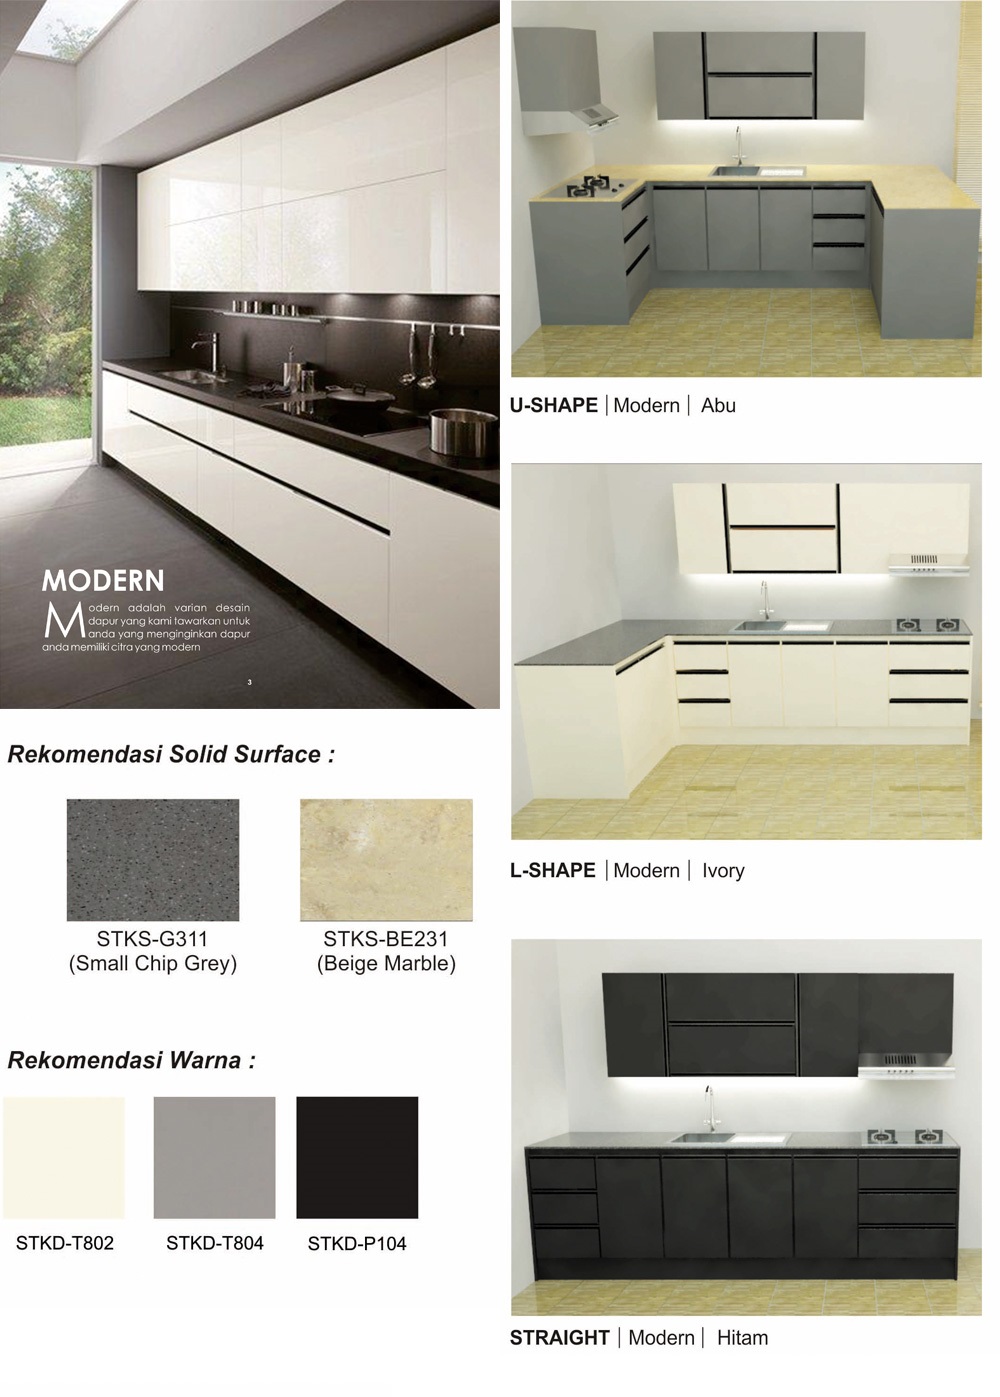 MODERN
Modern adalah varian desain
dapur yang kami tawarkan untuk
anda yang menginginkan dapur
anda memiliki citra yang modern
3
Rekomendasi Solid Surface :
STKS-G311
(Small Chip Grey)
STKS-BE231
(Beige Marble)
Rekomendasi Warna :
STKD-T802
STKD-T804
STKD-P104
U-SHAPE | Modern | Abu
L-SHAPE | Modern | Ivory
STRAIGHT | Modern | Hitam